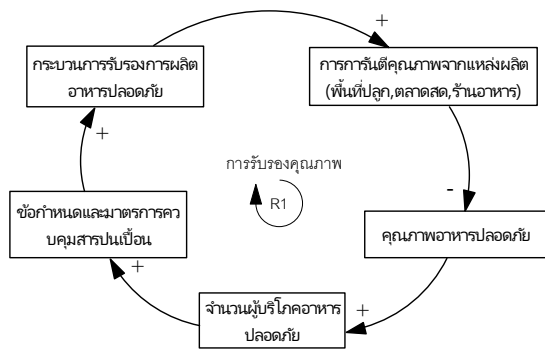 +
กระบวนการรับรองการผลิต
อาหารปลอดภัย
การการันตีคุณภาพจากแหล่งผลิต
(พื้นที่ปลูก,ตลาดสด,ร้านอาหาร)
+
การรับรองคุณภาพ
R1
-
ข้อกำหนดและมาตรการคว
บคุมสารปนเปื้อน
คุณภาพอาหารปลอดภัย
+
จำนวนผู้บริโภคอาหาร
ปลอดภัย
+